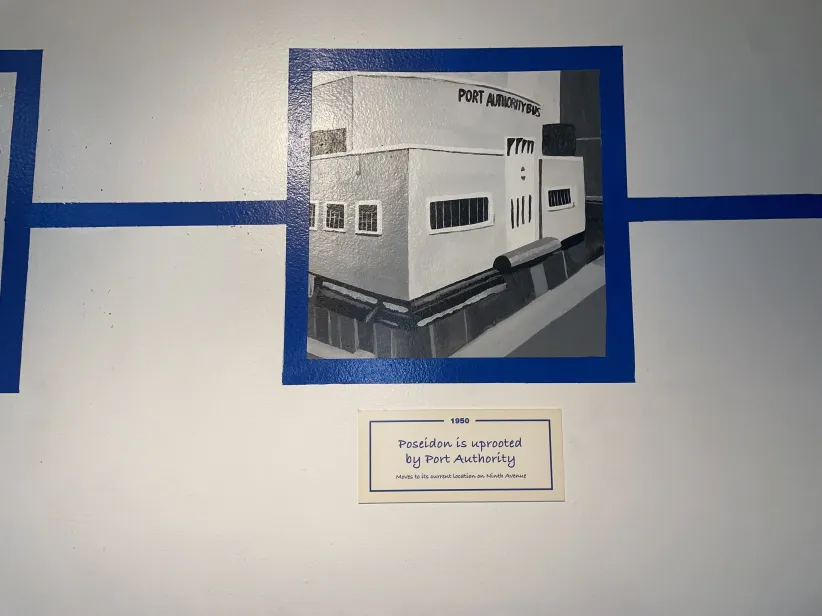 PORT AUTHORITY BUS
1950
Poseidon is uprooted
by Port Authority
Moves to its current location on Ninth Avenue